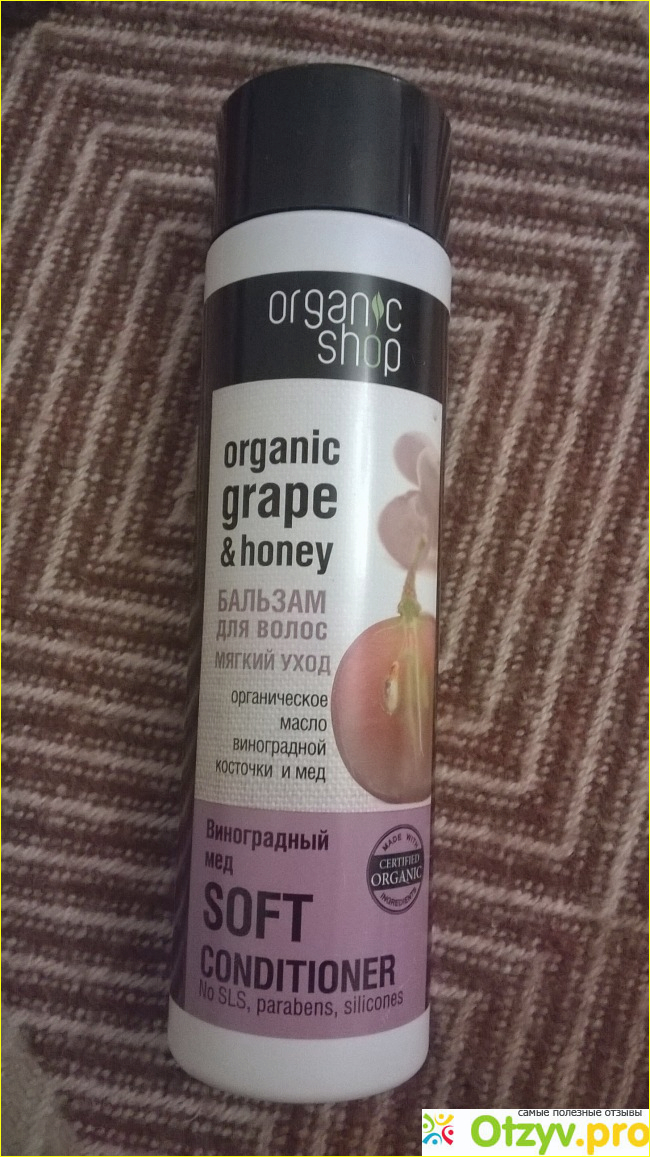 organic
shop
organic
grape
& honey
БАЛЬЗАМ
ДЛЯ ВОЛОС
МЯГКИЙ УХОД
органическое
масло
виноградной
косточки и мед
Виноградный
мед
MADE WITH
CERTIFIED
ORGANIC
INGREDIENTS
SOFT
CONDITIONER
No SLS, parabens, silicones
самые полезные отзывы
Otzyv.pro